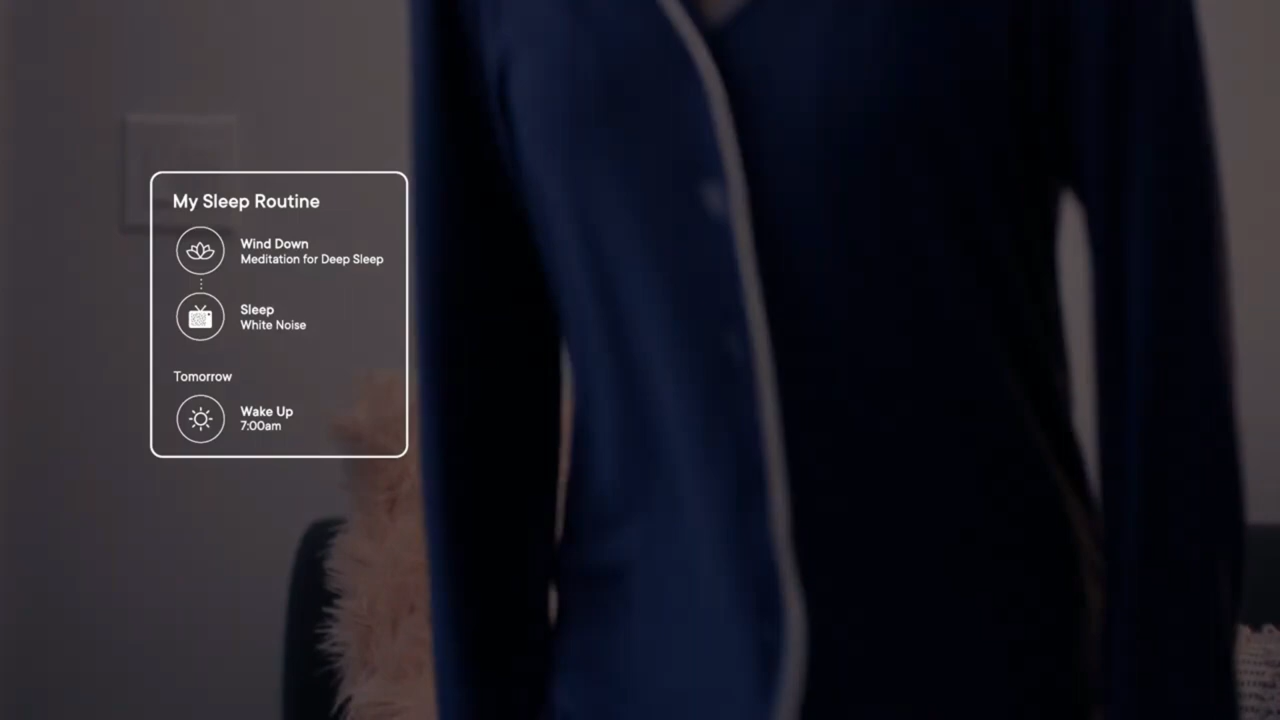 My Sleep Routine
Wind Down
Meditation for Deep Sleep
Sleep
White Noise
Tomorrow
Wake Up
7:00am